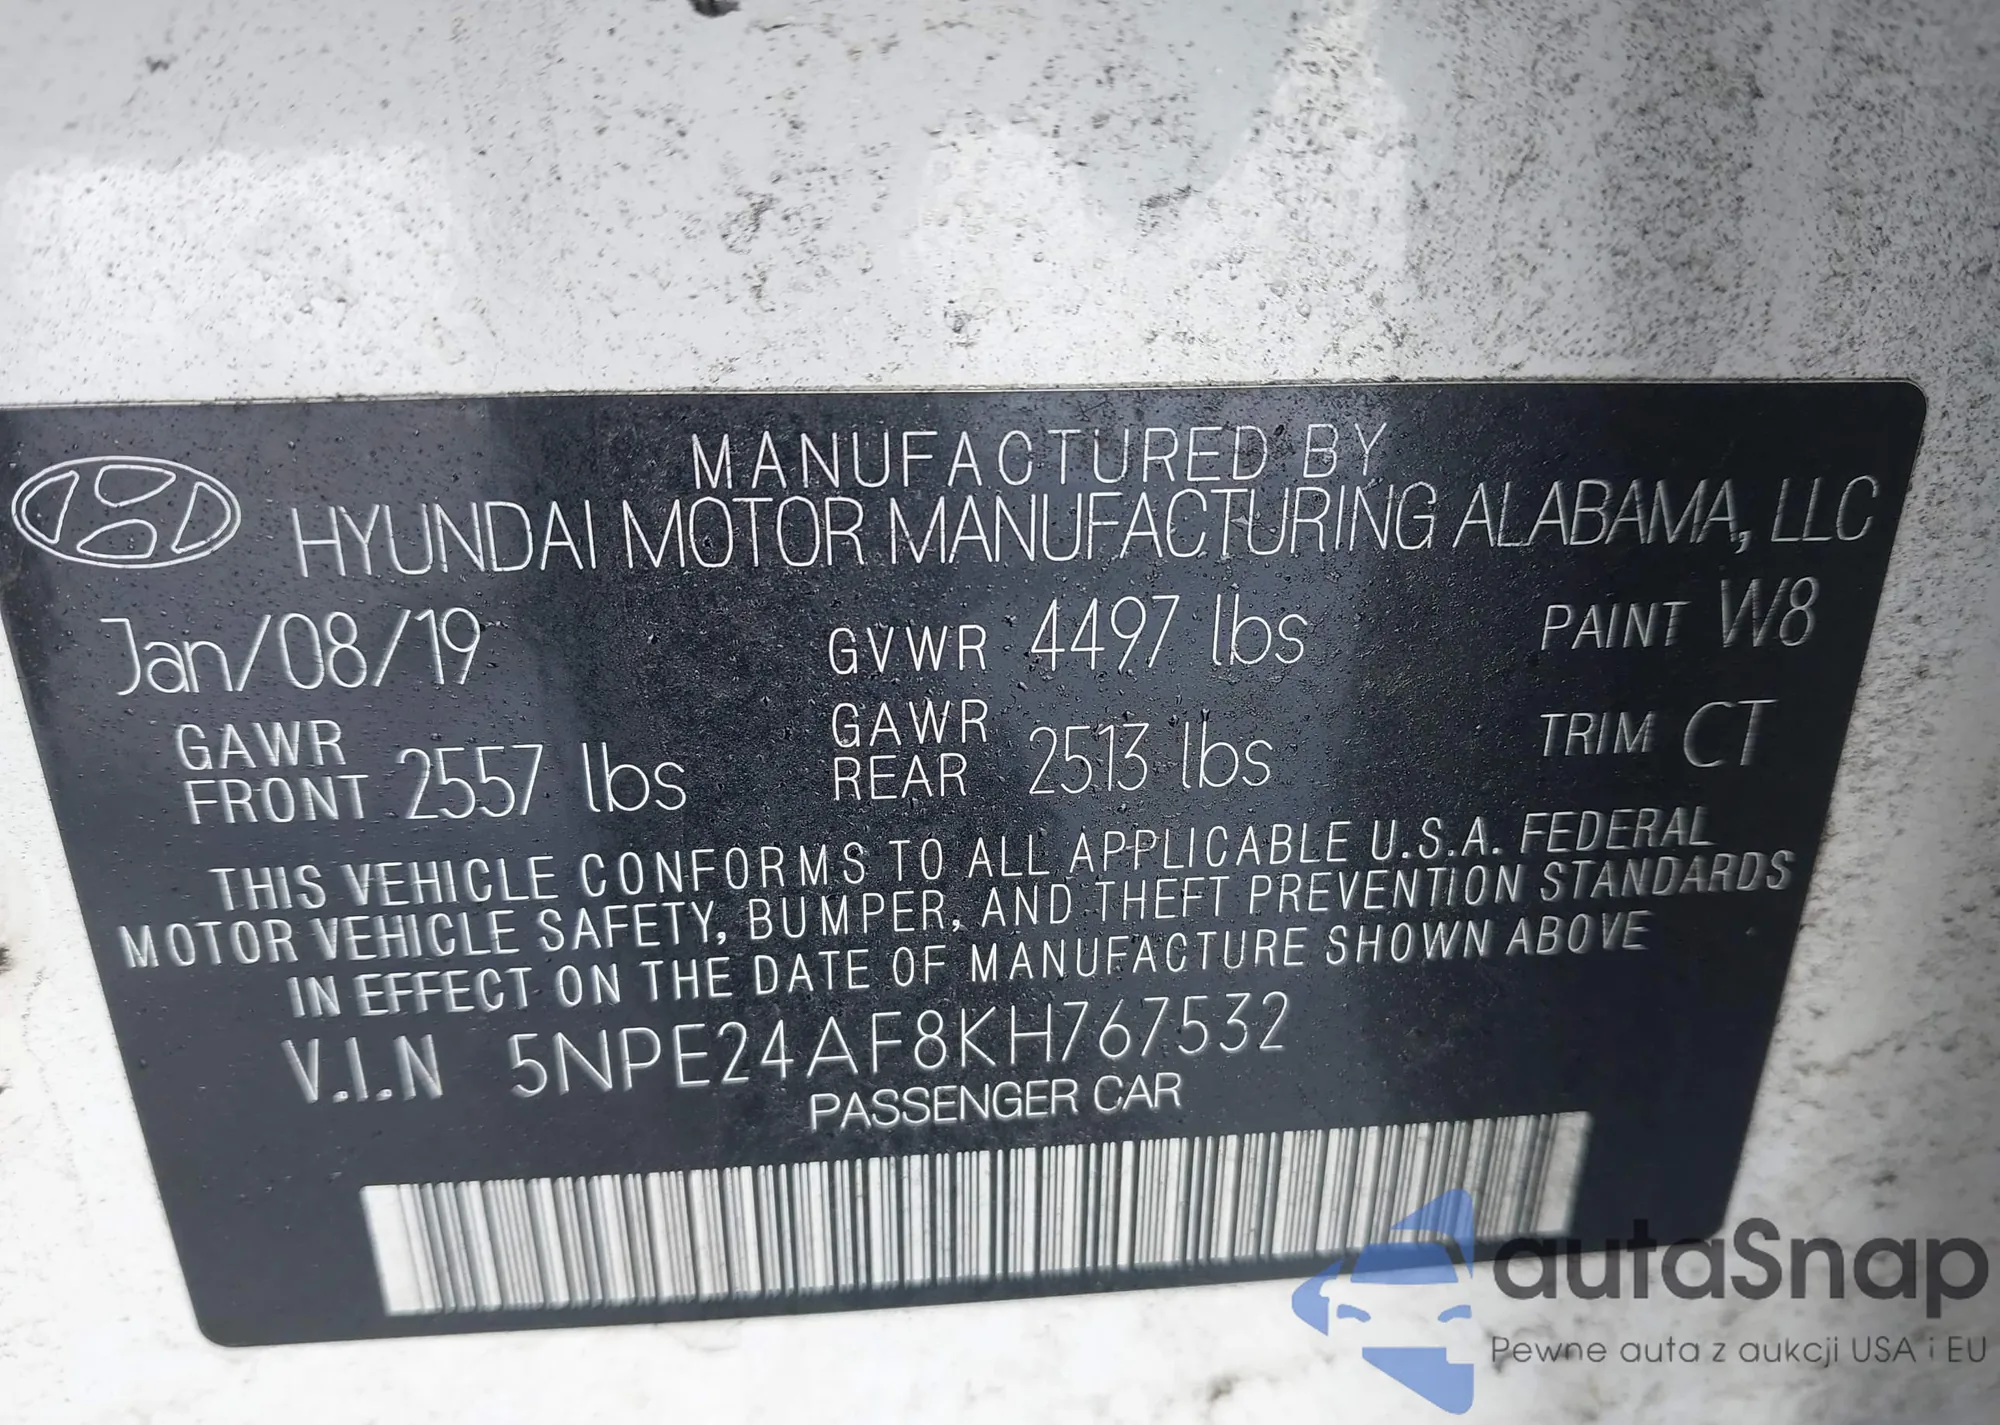 MANUFACTURED BY
HYUNDAI MOTOR MANUFACTURING ALABAMA, LLC
Jan/08/19 GVWR 4497 lbs PAINT W8
GAWR FRONT 2557 lbs GAWR REAR 2513 lbs TRIM CT
THIS VEHICLE CONFORMS TO ALL APPLICABLE U.S.A. FEDERAL
MOTOR VEHICLE SAFETY, BUMPER, AND THEFT PREVENTION STANDARDS
IN EFFECT ON THE DATE OF MANUFACTURE SHOWN ABOVE
V.I.N 5NPE24AF8KH767532
PASSENGER CAR
autaSnap
Pewne auta z aukcji USA i EU